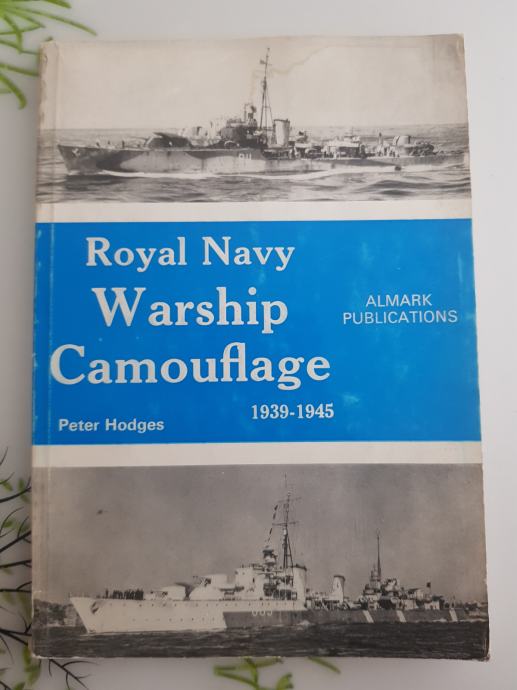 Royal Navy
Warship
Camouflage
1939-1945
ALMARK
PUBLICATIONS
Peter Hodges